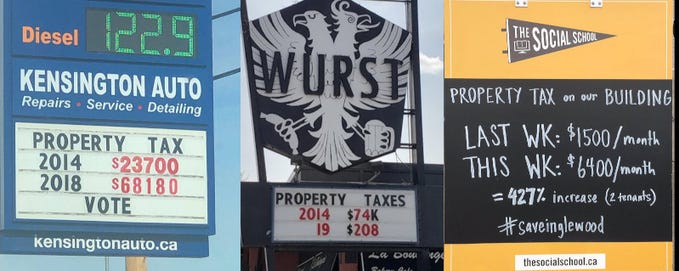 Diesel 122.9
KENSINGTON AUTO
Repairs • Service • Detailing
PROPERTY TAX
2014 $23700
2018 $68180
VOTE
kensingtonauto.ca
WURST
PROPERTY TAXES
2014 $74K
19 $208
THE SOCIAL SCHOOL
PROPERTY TAX on our BUILDING
LAST WK: $1500/month
THIS WK: $6400/month
= 427% increase (2 tenants)
#saveinglewood
thesocialschool.ca